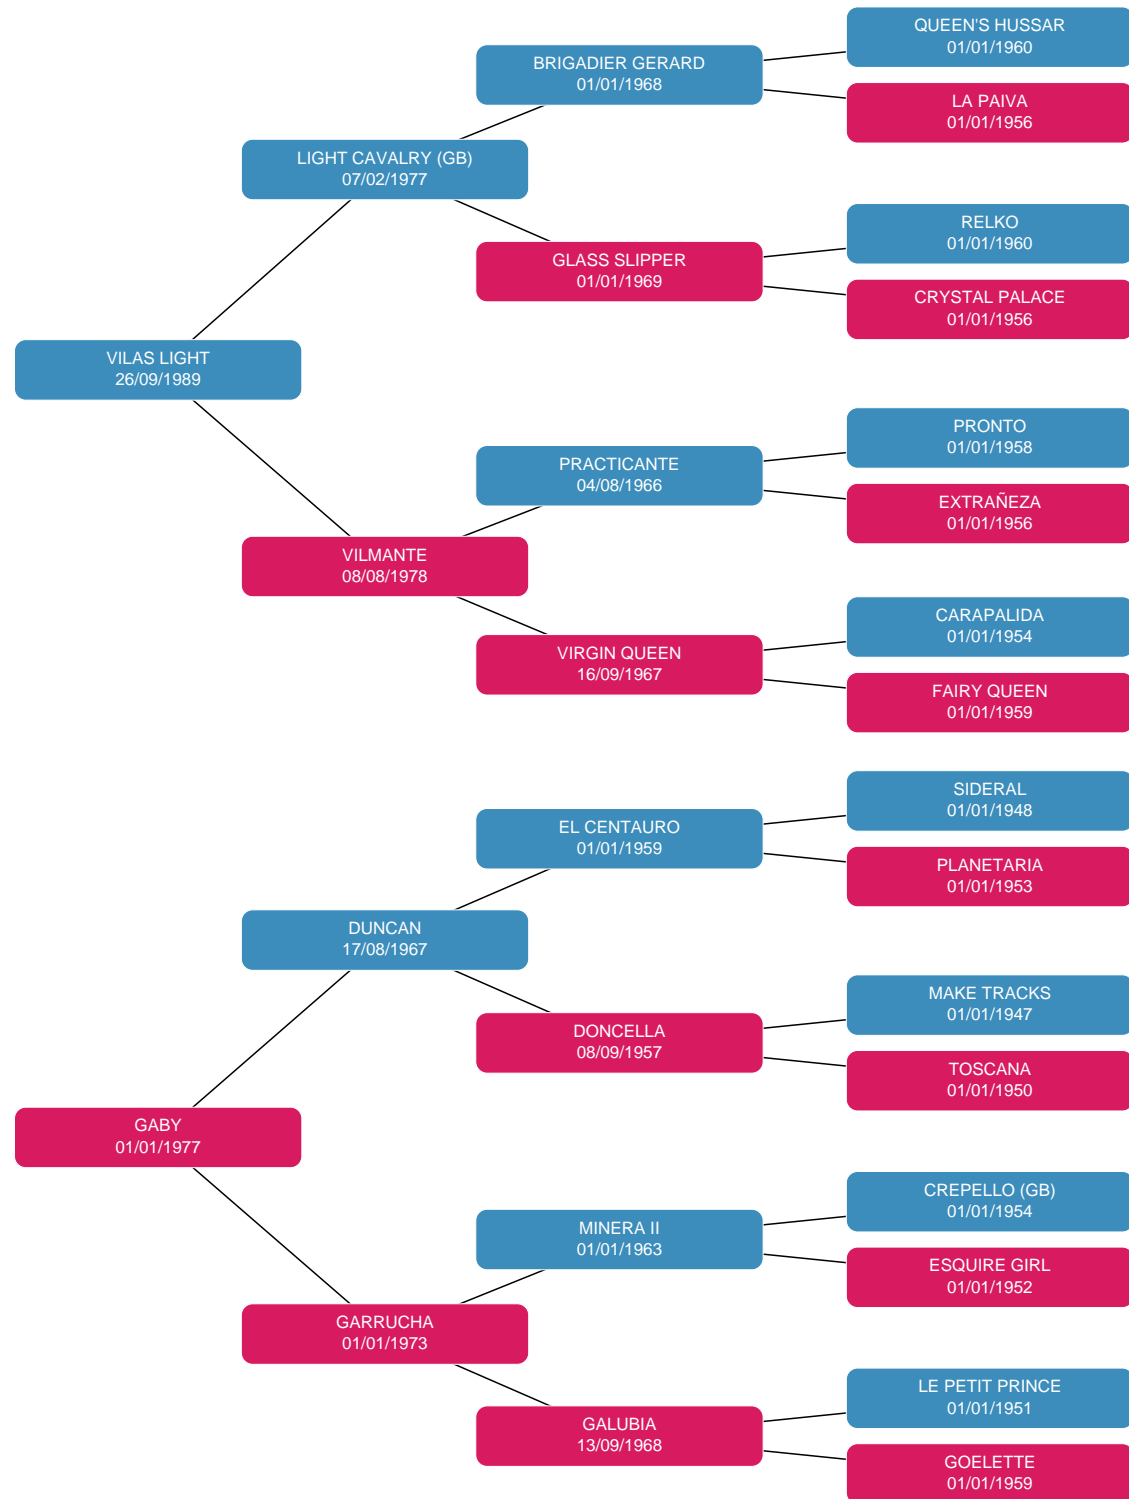 QUEEN'S HUSSAR
01/01/1960
BRIGADIER GERARD
01/01/1968
LA PAIVA
01/01/1956
LIGHT CAVALRY (GB)
07/02/1977
RELKO
01/01/1960
GLASS SLIPPER
01/01/1969
CRYSTAL PALACE
01/01/1956
VILAS LIGHT
26/09/1989
PRONTO
01/01/1958
PRACTICANTE
04/08/1966
EXTRAÑEZA
01/01/1956
VILMANTE
08/08/1978
CARAPALIDA
01/01/1954
VIRGIN QUEEN
16/09/1967
FAIRY QUEEN
01/01/1959
SIDERAL
01/01/1948
EL CENTAURO
01/01/1959
PLANETARIA
01/01/1953
DUNCAN
17/08/1967
MAKE TRACKS
01/01/1947
DONCELLA
08/09/1957
TOSCANA
01/01/1950
GABY
01/01/1977
CREPELLO (GB)
01/01/1954
MINERA II
01/01/1963
ESQUIRE GIRL
01/01/1952
GARRUCHA
01/01/1973
LE PETIT PRINCE
01/01/1951
GALUBIA
13/09/1968
GOELETTE
01/01/1959